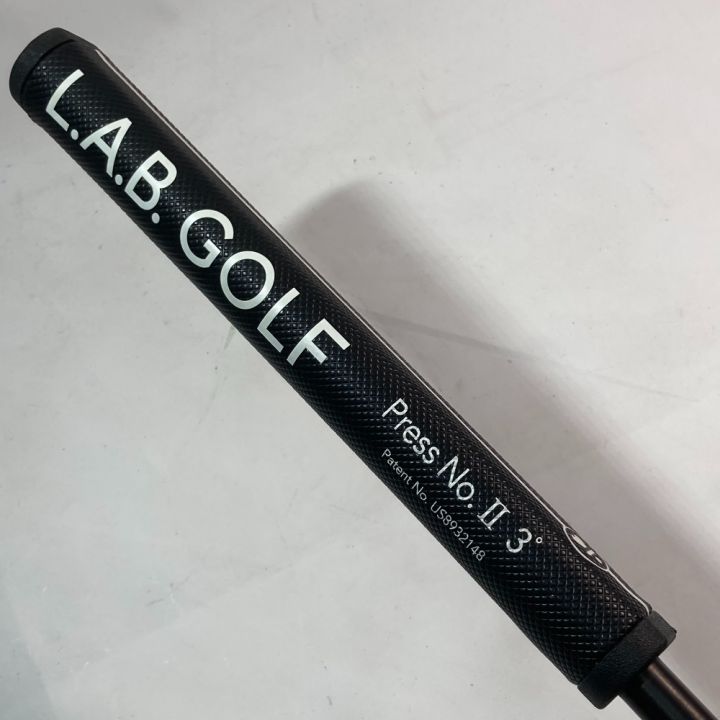 L.A.B. GOLF
Press No. Ⅱ 3°
Patent No. US8932148